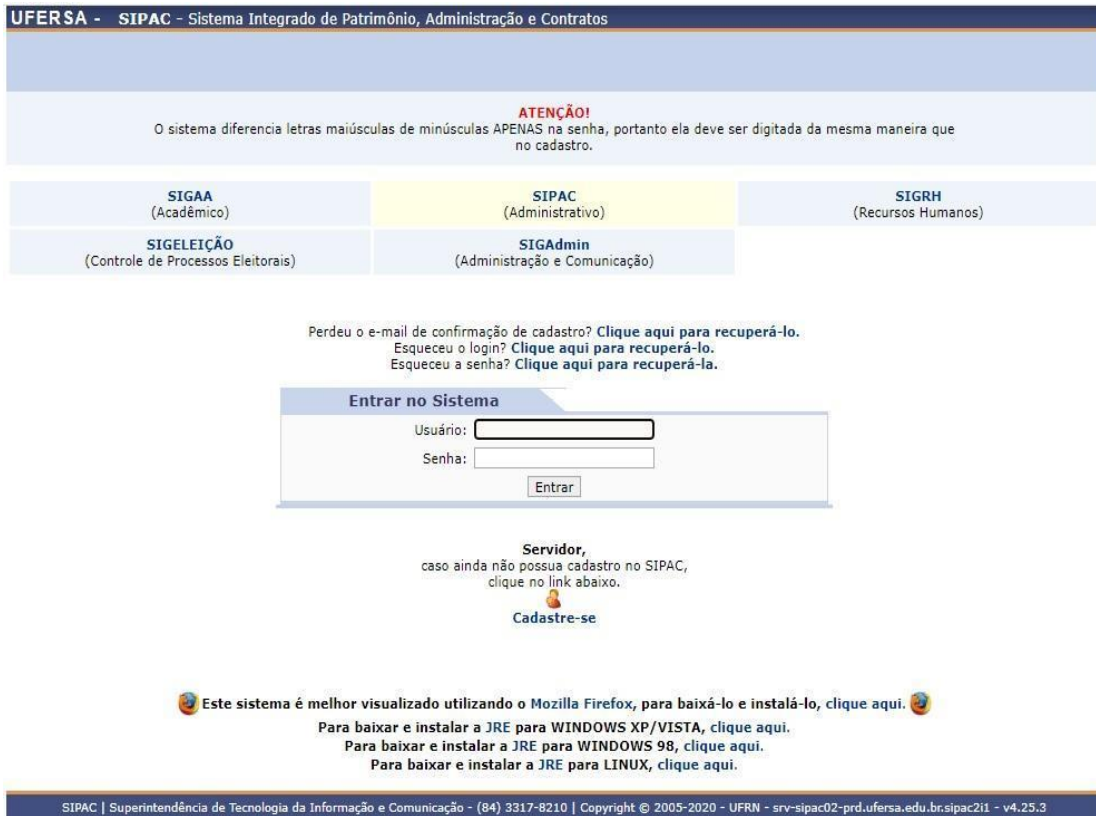 UFERSA - SIPAC - Sistema Integrado de Patrimônio, Administração e Contratos
ATENÇÃO!
O sistema diferencia letras maiúsculas de minúsculas APENAS na senha, portanto ela deve ser digitada da mesma maneira que
no cadastro.
SIGAA SIPAC SIGRH
(Acadêmico) (Administrativo) (Recursos Humanos)
SIGELEIÇÃO SIGAdmin
(Controle de Processos Eleitorais) (Administração e Comunicação)
Perdeu o e-mail de confirmação de cadastro? Clique aqui para recuperá-lo.
Esqueceu o login? Clique aqui para recuperá-lo.
Esqueceu a senha? Clique aqui para recuperá-la.
Entrar no Sistema
Usuário:
Senha:
Entrar
Servidor,
caso ainda não possua cadastro no SIPAC,
clique no link abaixo.
Cadastre-se
Este sistema é melhor visualizado utilizando o Mozilla Firefox, para baixá-lo e instalá-lo, clique aqui.
Para baixar e instalar a JRE para WINDOWS XP/VISTA, clique aqui.
Para baixar e instalar a JRE para WINDOWS 98, clique aqui.
Para baixar e instalar a JRE para LINUX, clique aqui.
SIPAC | Superintendência de Tecnologia da Informação e Comunicação - (84) 3317-8210 | Copyright © 2005-2020 - UFRN - srv-sipac02-prd.ufersa.edu.br.sipac2i1 - v4.25.3